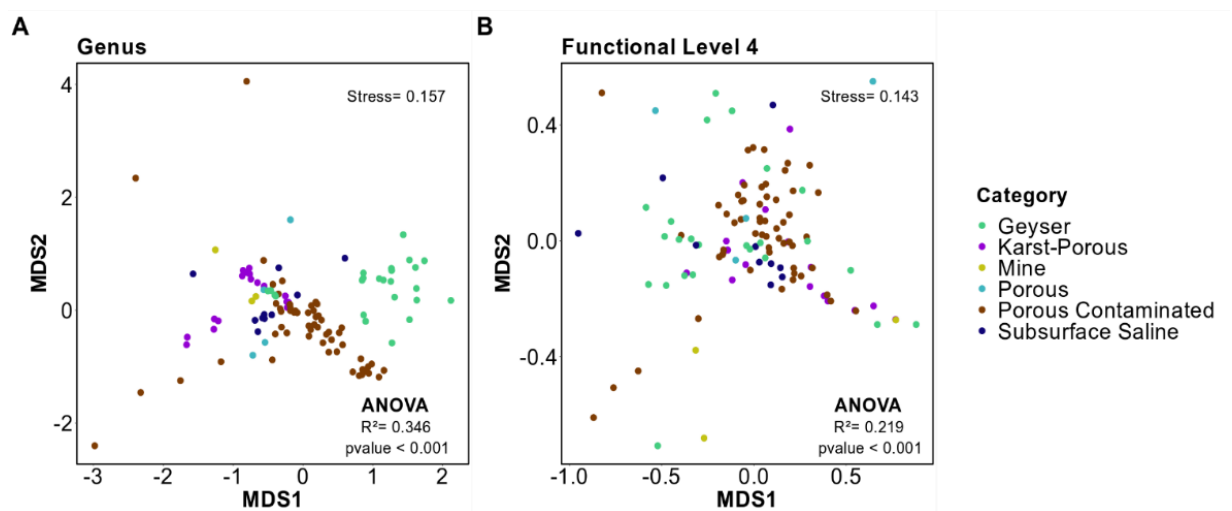 A
Genus
Stress= 0.157
4
2
0
-2
MDS2
ANOVA
R²= 0.346
pvalue < 0.001
-3
-2
-1
0
1
2
MDS1
B
Functional Level 4
Stress= 0.143
0.4
0.0
-0.4
MDS2
ANOVA
R²= 0.219
pvalue < 0.001
-1.0
-0.5
0.0
0.5
MDS1
Category
Geyser
Karst-Porous
Mine
Porous
Porous Contaminated
Subsurface Saline